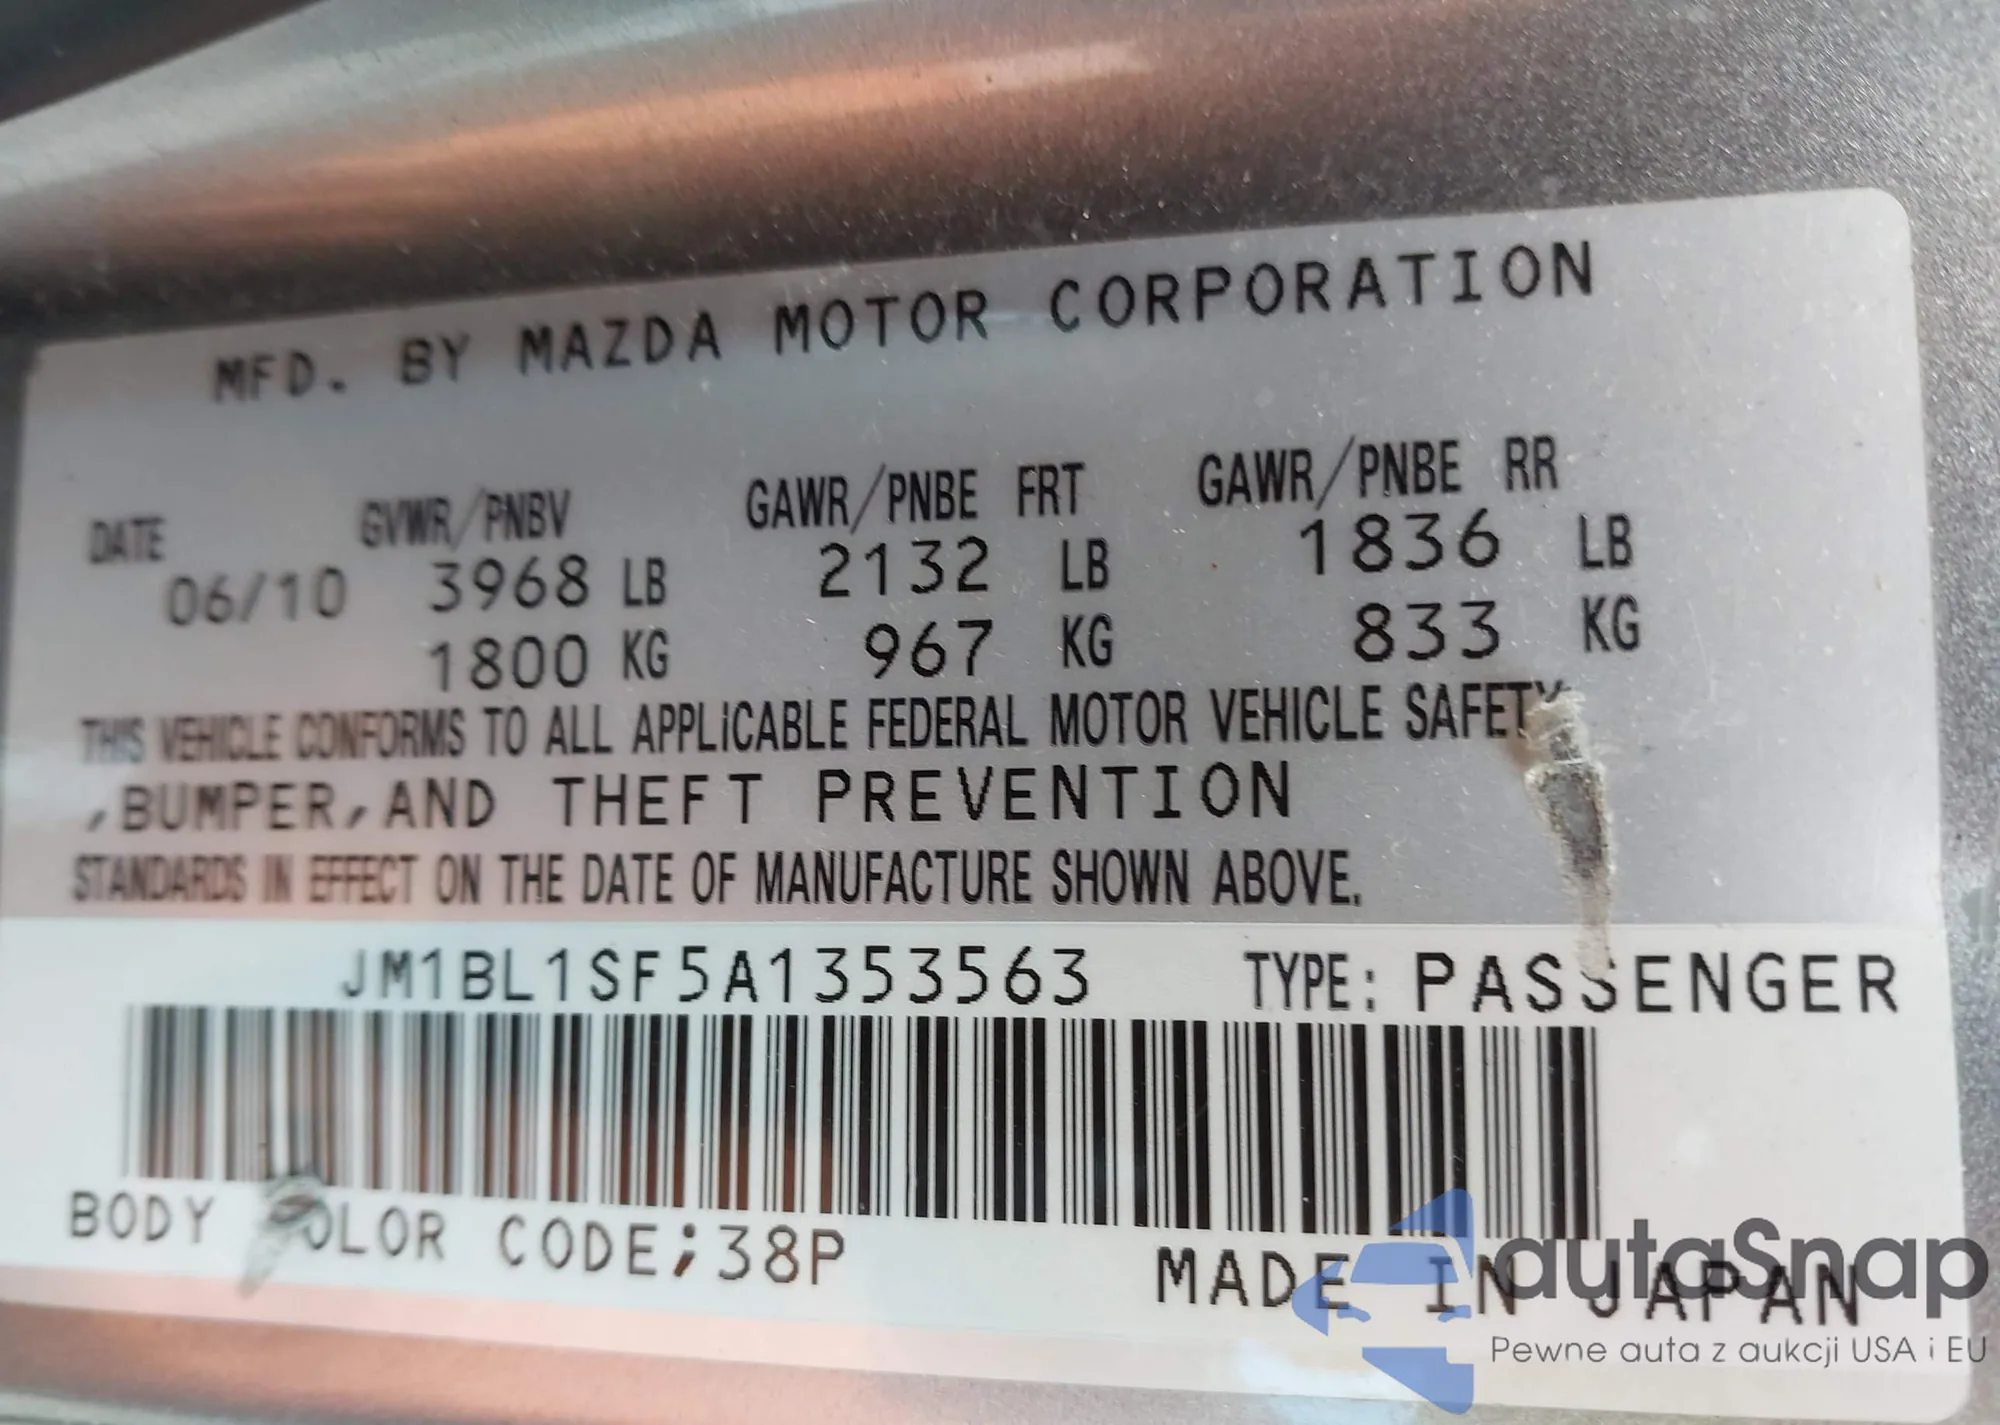 MFD. BY MAZDA MOTOR CORPORATION
DATE GVWR/PNBV GAWR/PNBE FRT GAWR/PNBE RR
06/10 3968 LB 2132 LB 1836 LB
1800 KG 967 KG 833 KG
THIS VEHICLE CONFORMS TO ALL APPLiCABLE FEDERAL MOTOR VEHICLE SAFETY
,BUMPER,AND THEFT PREVENTION
STANDARDS IN EFFECT ON THE DATE OF MANUFACTURE SHOWN ABOVE.
JM1BL1SF5A1353563 TYPE: PASSENGER
BODY COLOR CODE;38P
MADE IN JAPAN
autoSnap
Pewne auta z aukcji USA i EU